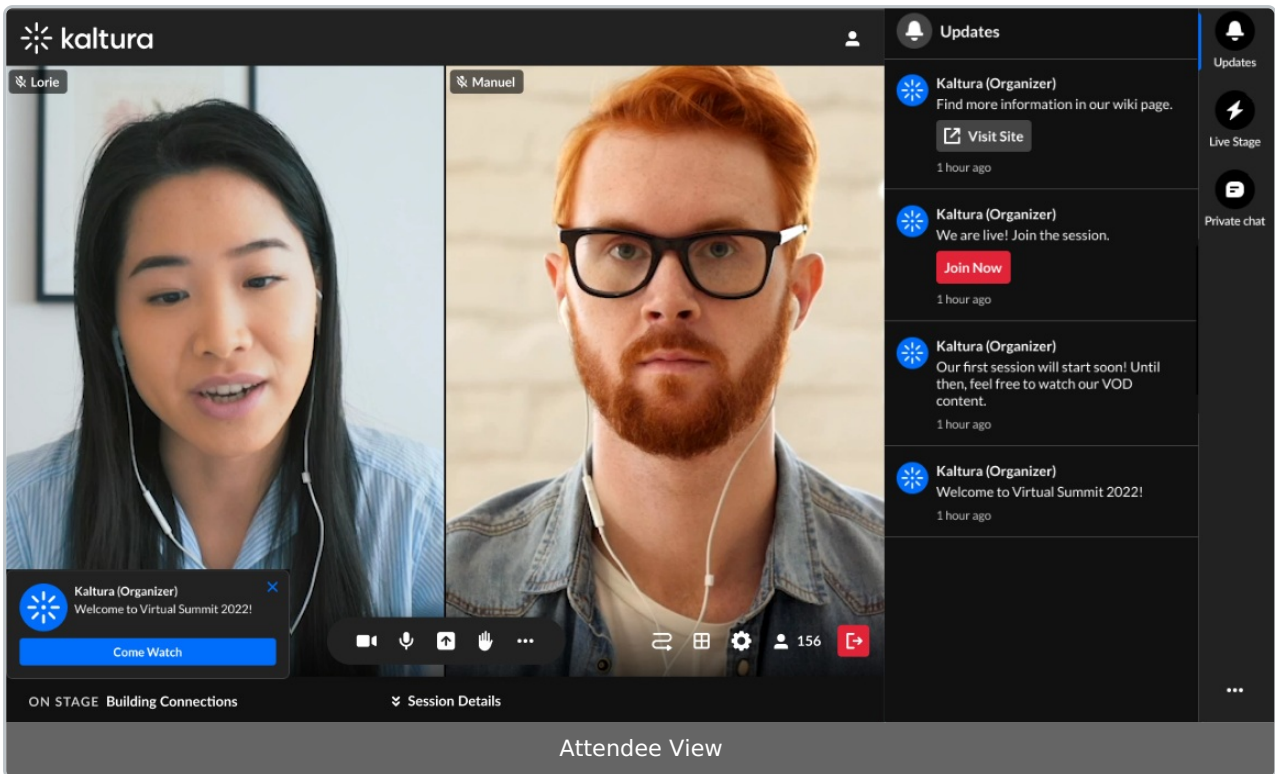 kaltura
Lorie
Manuel
Kaltura (Organizer)
Welcome to Virtual Summit 2022!
Come Watch
156
ON STAGE Building Connections
Session Details
Updates
Kaltura (Organizer)
Find more information in our wiki page.
Visit Site
1 hour ago
Kaltura (Organizer)
We are live! Join the session.
Join Now
1 hour ago
Kaltura (Organizer)
Our first session will start soon! Until
then, feel free to watch our VOD
content.
1 hour ago
Kaltura (Organizer)
Welcome to Virtual Summit 2022!
1 hour ago
Updates
Live Stage
Private chat
Attendee View